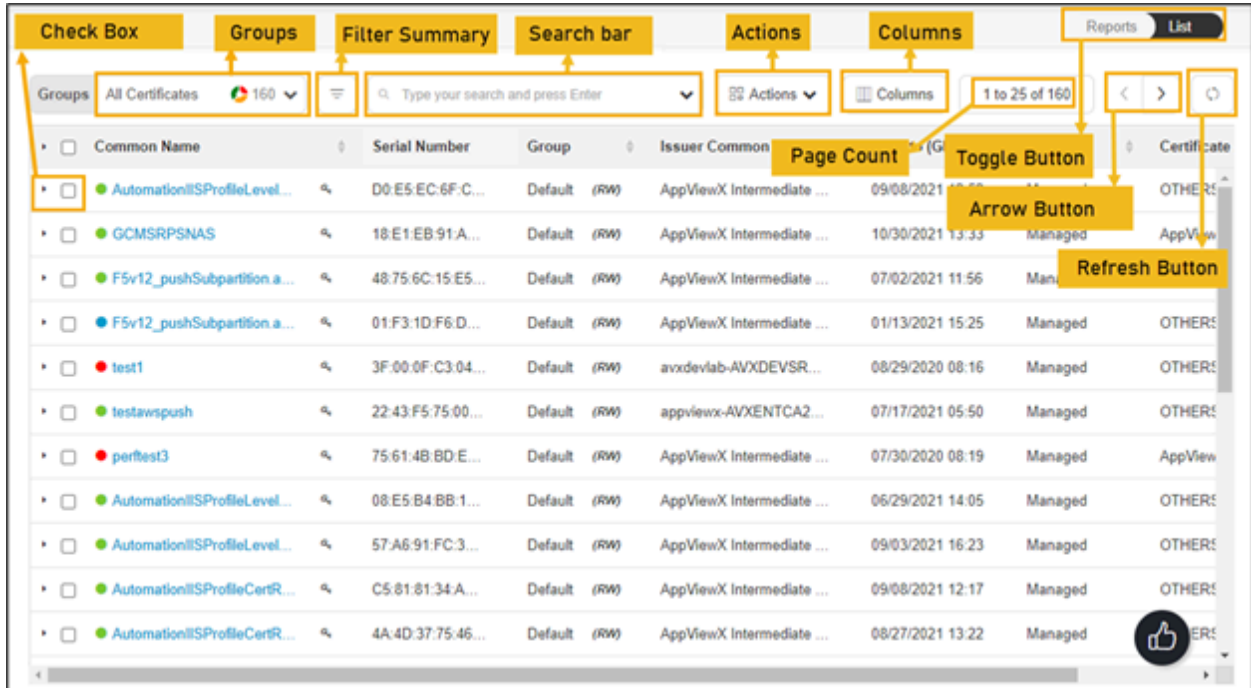 Check Box Groups Filter Summary Search bar Actions Columns Reports List
Groups All Certificates 160 Type your search and press Enter Actions Columns 1 to 25 of 160
Common Name Serial Number Group Issuer Common Page Count (G Toggle Button Certificate
AutomationIISProfileLevel... D0:E5:EC:6F:C... Default (RW) AppViewX Intermediate ... 09/08/2021 OTHERS
Arrow Button
GCMSRPSNAS 18:E1:EB:91:A... Default (RW) AppViewX Intermediate ... 10/30/2021 13:33 Managed AppView
Refresh Button
F5v12_pushSubpartition.a... 48:75:6C:15:E5... Default (RW) AppViewX Intermediate ... 07/02/2021 11:56 Man
F5v12_pushSubpartition.a... 01:F3:1D:F6:D... Default (RW) AppViewX Intermediate ... 01/13/2021 15:25 Managed OTHERS
test1 3F:00:0F:C3:04... Default (RW) avxdevlab-AVXDEVSR... 08/29/2020 08:16 Managed OTHERS
testawspush 22:43:F5:75:00... Default (RW) appviewx-AVXENTCA2... 07/17/2021 05:50 Managed OTHERS
perftest3 75:61:4B:BD:E... Default (RW) AppViewX Intermediate ... 07/30/2020 08:19 Managed AppView
AutomationIISProfileLevel... 08:E5:B4:BB:1... Default (RW) AppViewX Intermediate ... 06/29/2021 14:05 Managed OTHERS
AutomationIISProfileLevel... 57:A6:91:FC:3... Default (RW) AppViewX Intermediate ... 09/03/2021 16:23 Managed OTHERS
AutomationIISProfileCertR... C5:81:81:34:A... Default (RW) AppViewX Intermediate ... 09/08/2021 12:17 Managed OTHERS
AutomationIISProfileCertR... 4A:4D:37:75:46... Default (RW) AppViewX Intermediate ... 08/27/2021 13:22 Managed ERS